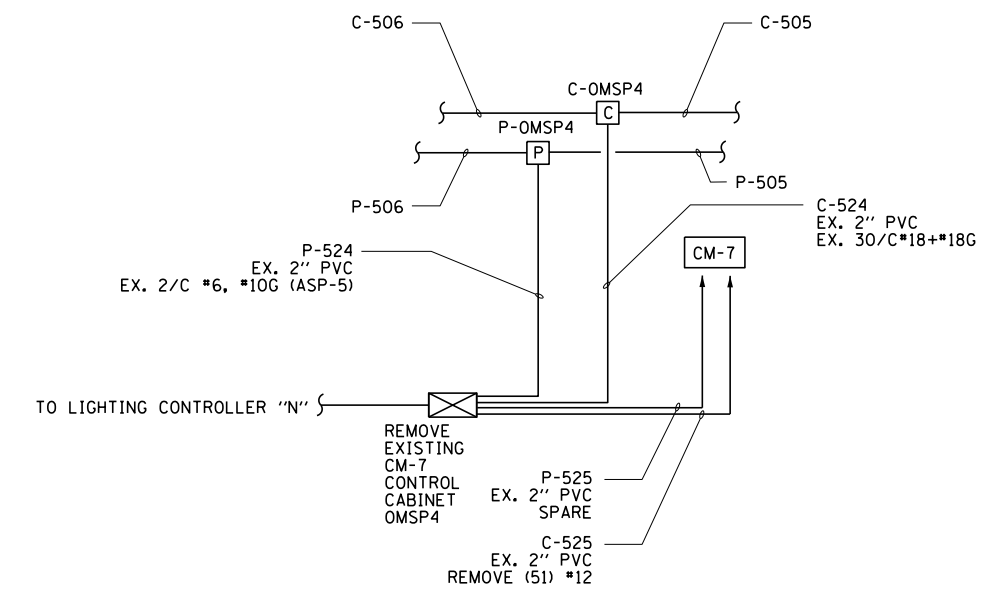 C-506
C-505
C-OMSP4
C
P-OMSP4
P
P-505
P-506
C-524
EX. 2" PVC
EX. 30/C#18+#18G
CM-7
P-524
EX. 2" PVC
EX. 2/C #6, #10G (ASP-5)
TO LIGHTING CONTROLLER "N"
REMOVE
EXISTING
CM-7
CONTROL
CABINET
OMSP4
P-525
EX. 2" PVC
SPARE
C-525
EX. 2" PVC
REMOVE (51) #12